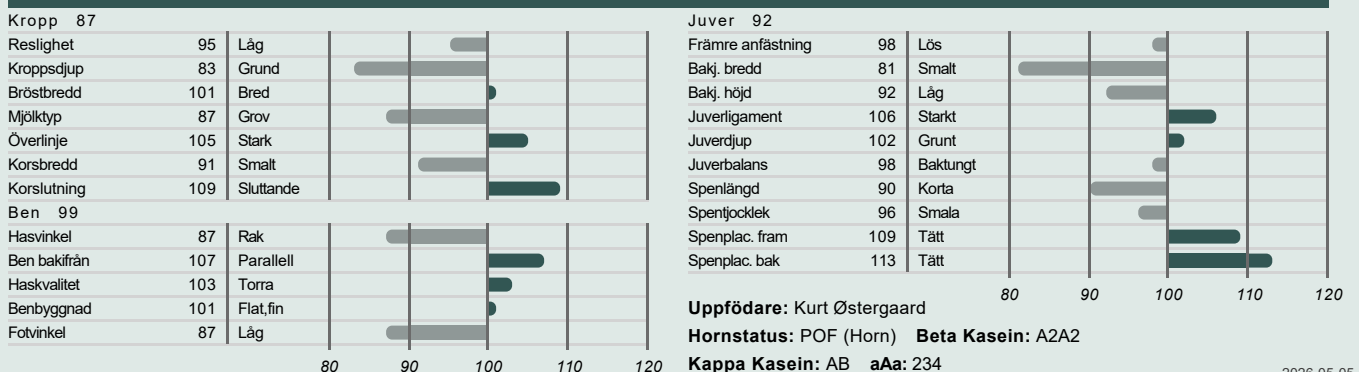 Kropp 87
Reslighet 95 Låg
Kroppsdjup 83 Grund
Bröstbredd 101 Bred
Mjölktyp 87 Grov
Överlinje 105 Stark
Korsbredd 91 Smalt
Korslutning 109 Sluttande
Ben 99
Hasvinkel 87 Rak
Ben bakifrån 107 Parallell
Haskvalitet 103 Torra
Benbyggnad 101 Flat,fin
Fotvinkel 87 Låg
80 90 100 110 120
Juver 92
Främre anfästning 98 Lös
Bakj. bredd 81 Smalt
Bakj. höjd 92 Låg
Juverligament 106 Starkt
Juverdjup 102 Grunt
Juverbalans 98 Baktungt
Spenlängd 90 Korta
Spentjocklek 96 Smala
Spenplac. fram 109 Tätt
Spenplac. bak 113 Tätt
80 90 100 110 120
Uppfödare: Kurt Østergaard
Hornstatus: POF (Horn) Beta Kasein: A2A2
Kappa Kasein: AB aAa: 234